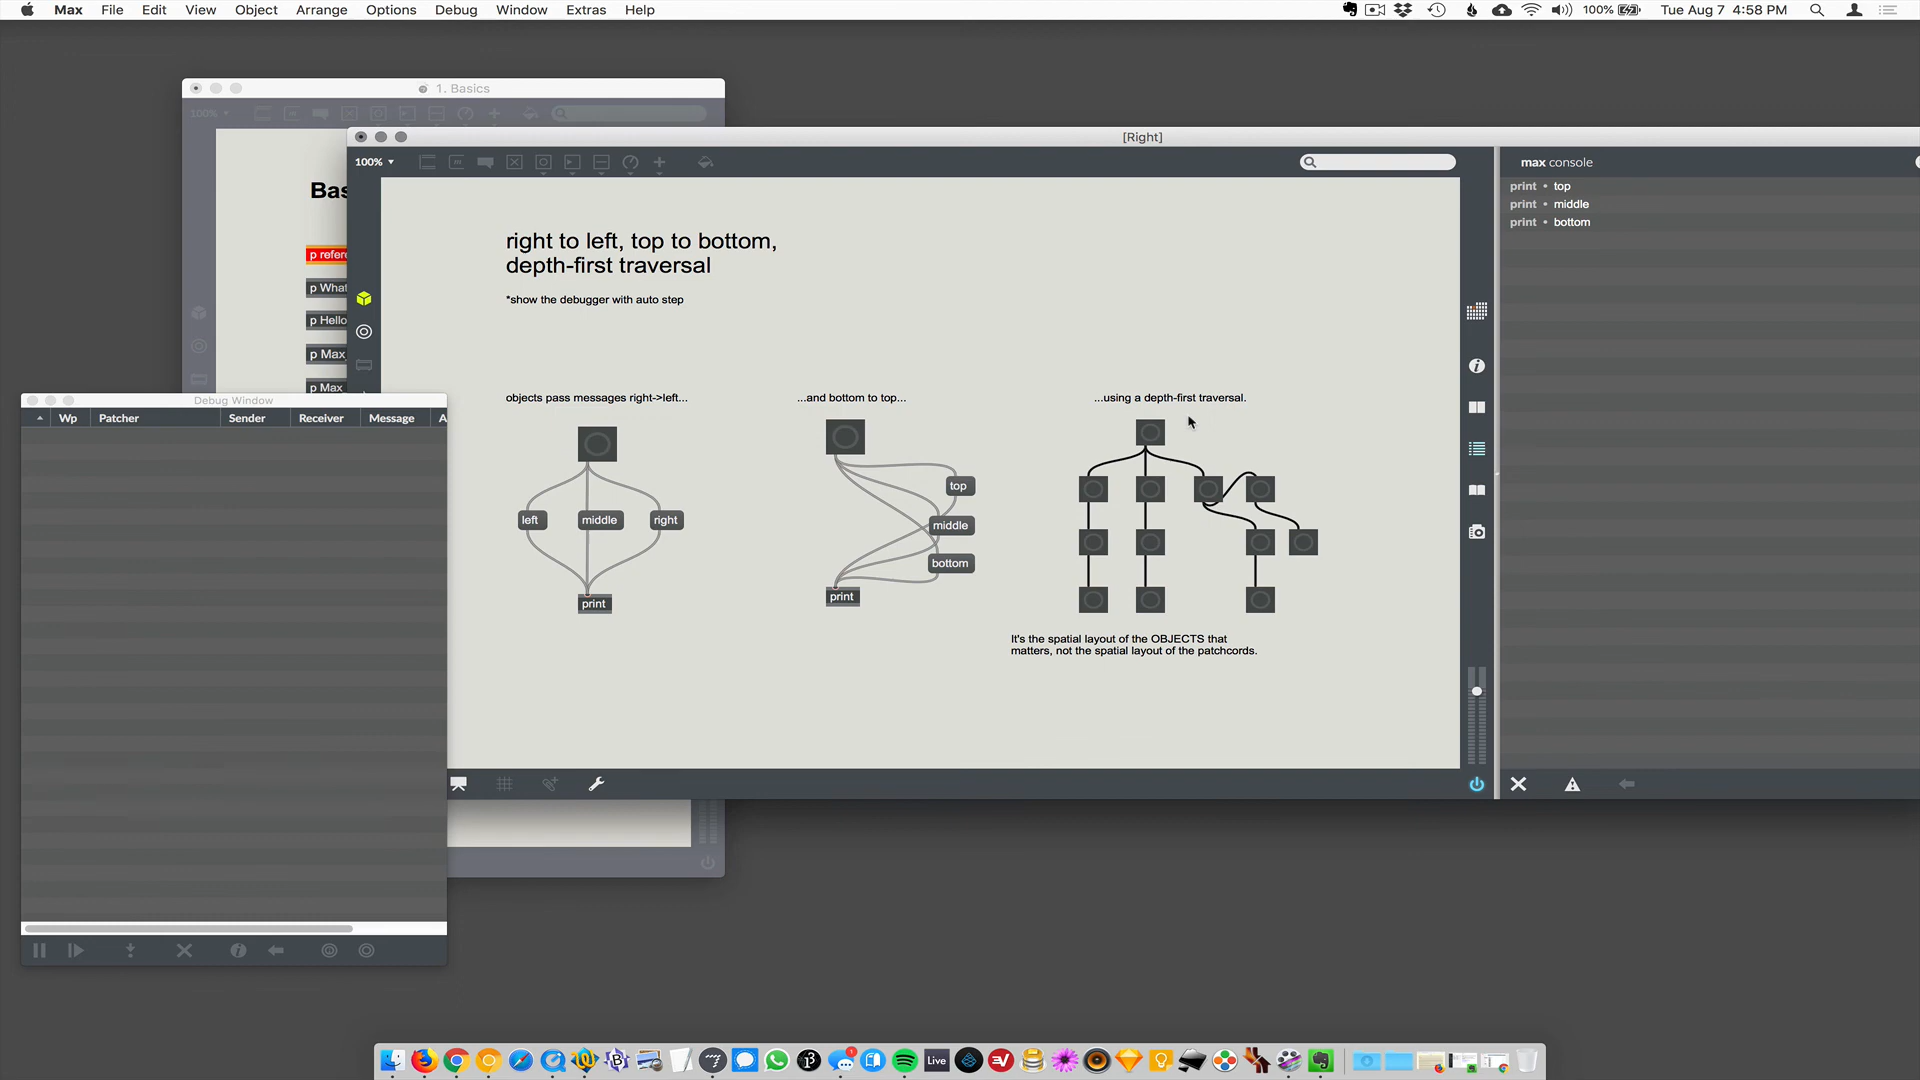 Max File Edit View Object Arrange Options Debug Window Extras Help
100% Tue Aug 7 4:58 PM
1. Basics
100%
[Right]
100%
max console
print • top
print • middle
print • bottom
Bas
p refere
p What
p Hello
p Max
p Max
right to left, top to bottom,
depth-first traversal
*show the debugger with auto step
objects pass messages right->left...
...and bottom to top...
...using a depth-first traversal.
left
middle
right
print
top
middle
bottom
print
It's the spatial layout of the OBJECTS that
matters, not the spatial layout of the patchcords.
Debug Window
Wp Patcher Sender Receiver Message A
Live